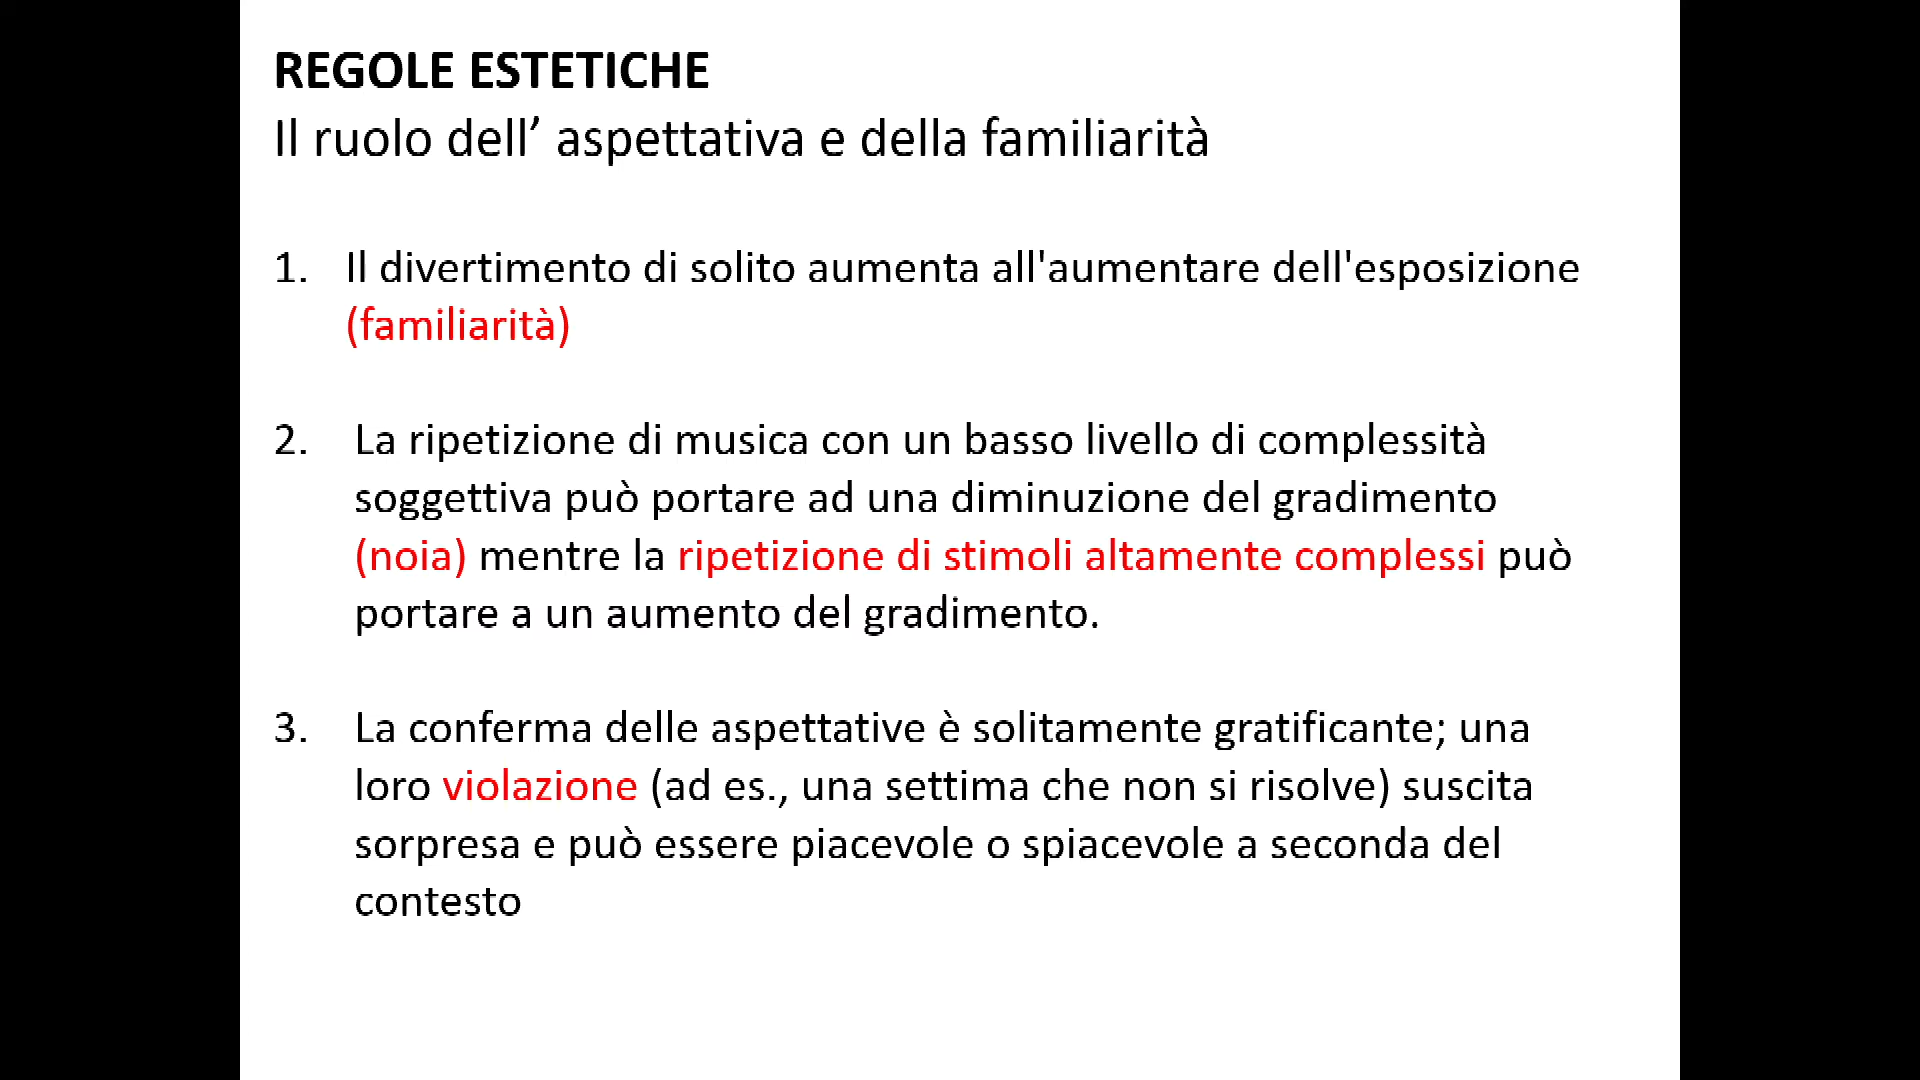 REGOLE ESTETICHE
Il ruolo dell’ aspettativa e della familiarità
1. Il divertimento di solito aumenta all'aumentare dell'esposizione
(familiarità)
2. La ripetizione di musica con un basso livello di complessità
soggettiva può portare ad una diminuzione del gradimento
(noia) mentre la ripetizione di stimoli altamente complessi può
portare a un aumento del gradimento.
3. La conferma delle aspettative è solitamente gratificante; una
loro violazione (ad es., una settima che non si risolve) suscita
sorpresa e può essere piacevole o spiacevole a seconda del
contesto